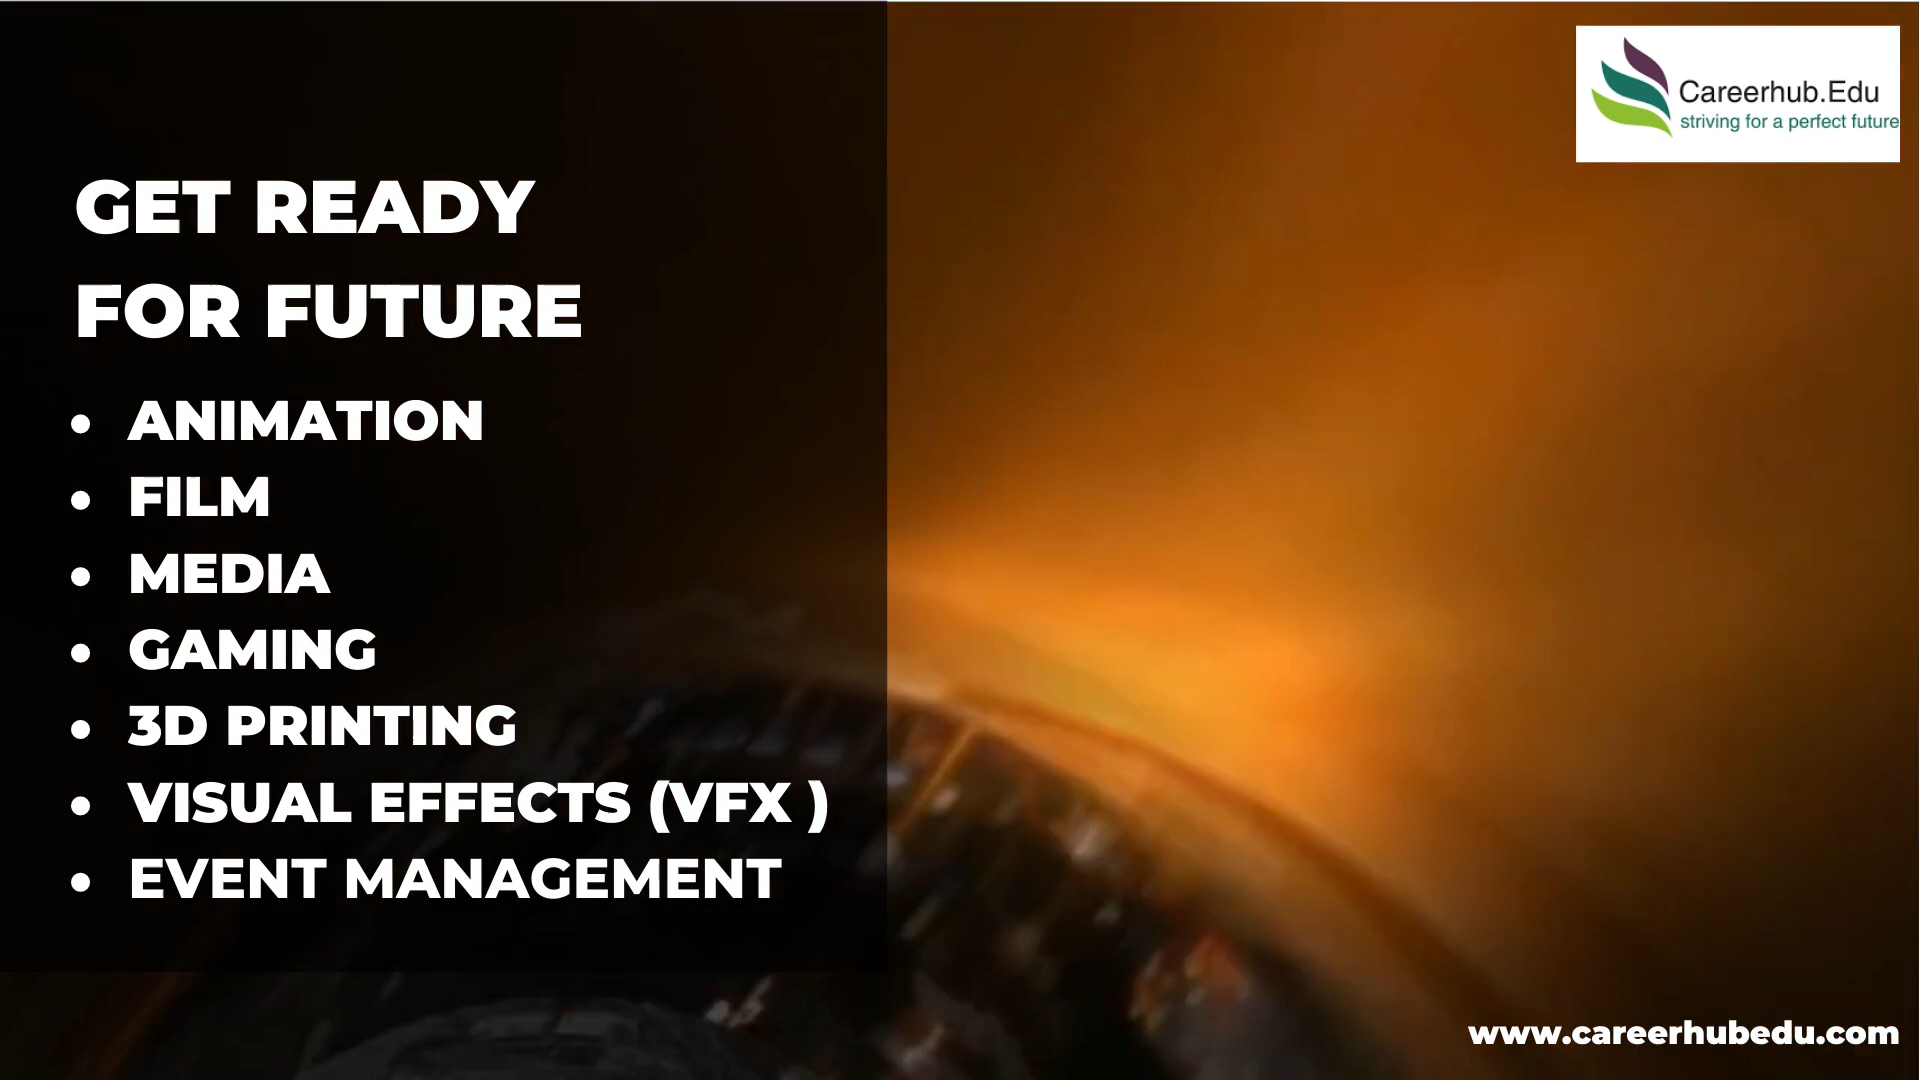 Careerhub.Edu
striving for a perfect future
GET READY
FOR FUTURE
• ANIMATION
• FILM
• MEDIA
• GAMING
• 3D PRINTING
• VISUAL EFFECTS (VFX )
• EVENT MANAGEMENT
www.careerhubedu.com